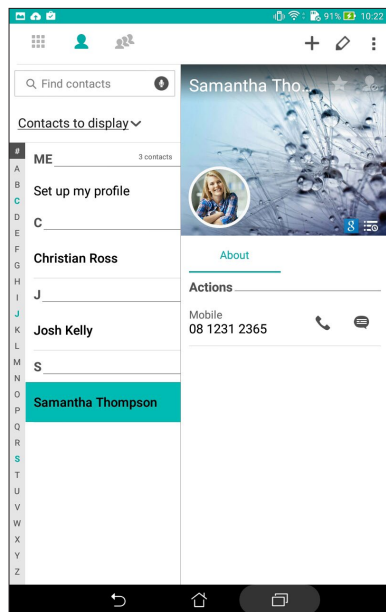 91% 10:22
Find contacts
Contacts to display
#
A
B
C
D
E
F
G
H
I
J
K
L
M
N
O
P
Q
R
S
T
U
V
W
X
Y
Z
ME 3 contacts
Set up my profile
C
Christian Ross
J
Josh Kelly
S
Samantha Thompson
Samantha Tho...
8
About
Actions
Mobile
08 1231 2365